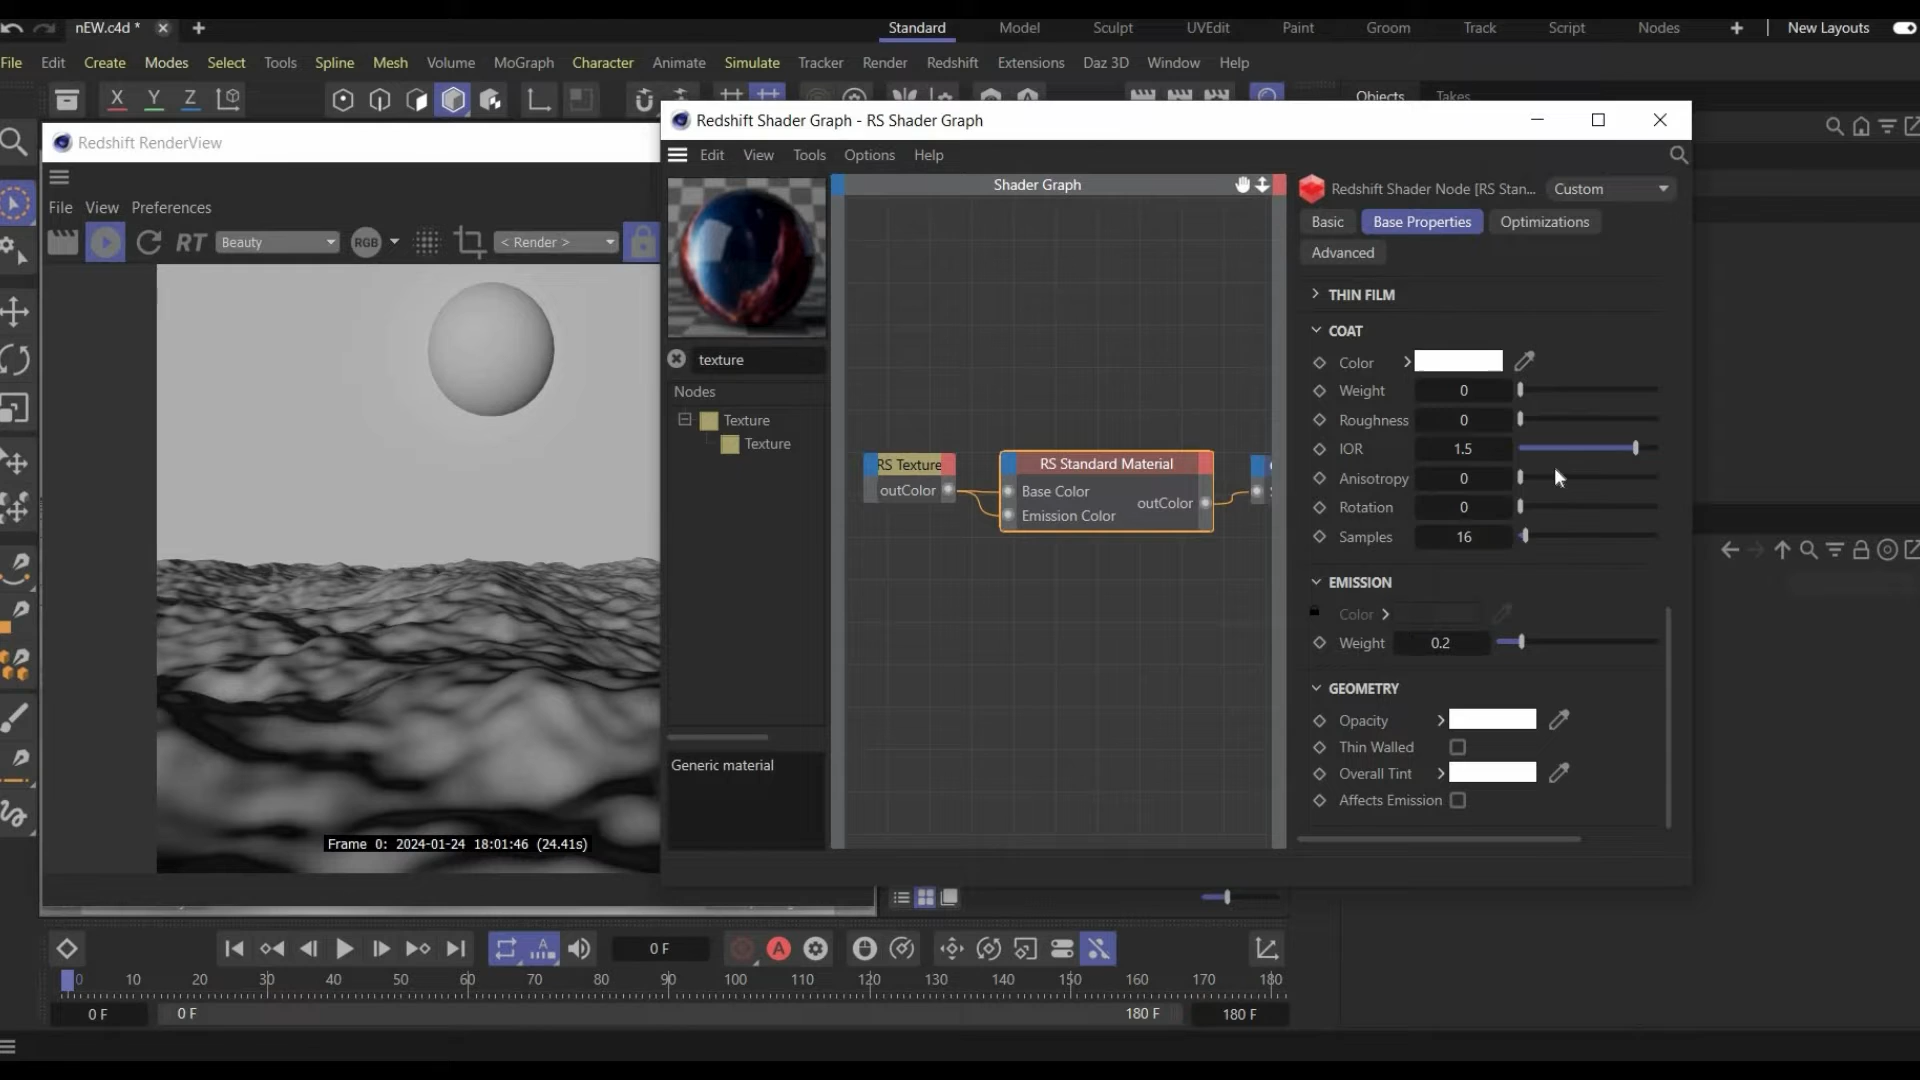 nEW.c4d *
Standard Model Sculpt UVEdit Paint Groom Track Script Nodes New Layouts
File Edit Create Modes Select Tools Spline Mesh Volume MoGraph Character Animate Simulate Tracker Render Redshift Extensions Daz 3D Window Help
X Y Z
Objects Takes
Redshift RenderView
File View Preferences
RT Beauty RGB < Render >
Frame 0: 2024-01-24 18:01:46 (24.41s)
Redshift Shader Graph - RS Shader Graph
Edit View Tools Options Help
texture
Nodes
Texture
Texture
Generic material
Shader Graph
RS Texture
outColor
RS Standard Material
Base Color
outColor
Emission Color
Redshift Shader Node [RS Stan... Custom
Basic Base Properties Optimizations
Advanced
THIN FILM
COAT
Color
Weight 0
Roughness 0
IOR 1.5
Anisotropy 0
Rotation 0
Samples 16
EMISSION
Color
Weight 0.2
GEOMETRY
Opacity
Thin Walled
Overall Tint
Affects Emission
A 0 F A
0 10 20 30 40 50 60 70 80 90 100 110 120 130 140 150 160 170 180
0 F 0 F 180 F 180 F